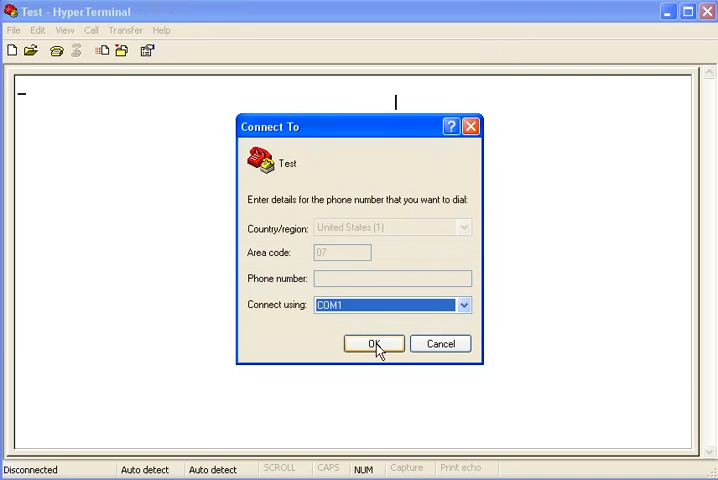 Test - HyperTerminal
File Edit View Call Transfer Help
Connect To
Test
Enter details for the phone number that you want to dial:
Country/region: United States (1)
Area code: 07
Phone number:
Connect using: COM1
OK Cancel
Disconnected Auto detect Auto detect SCROLL CAPS NUM Capture Print echo